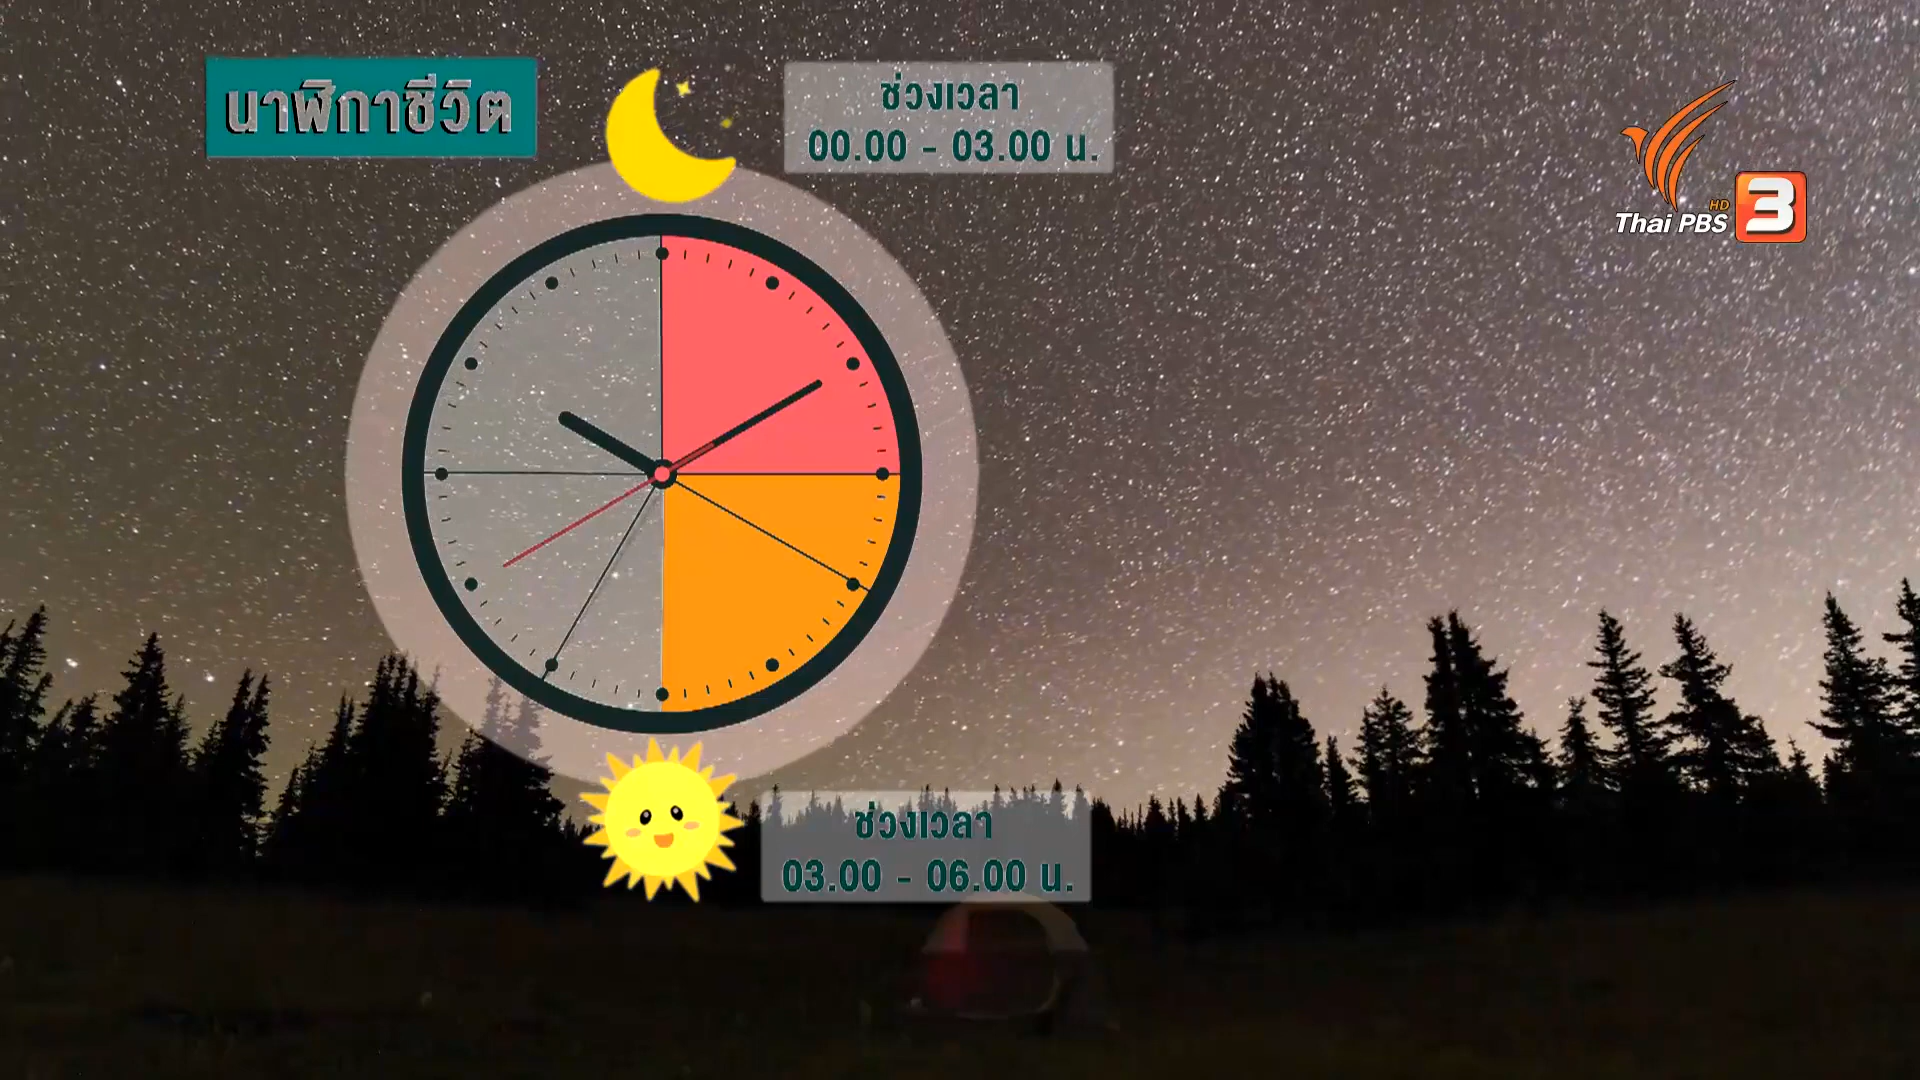 นาฬิกาชีวิต
ช่วงเวลา
00.00 - 03.00 น.
HD
Thai PBS 3
ช่วงเวลา
03.00 - 06.00 น.